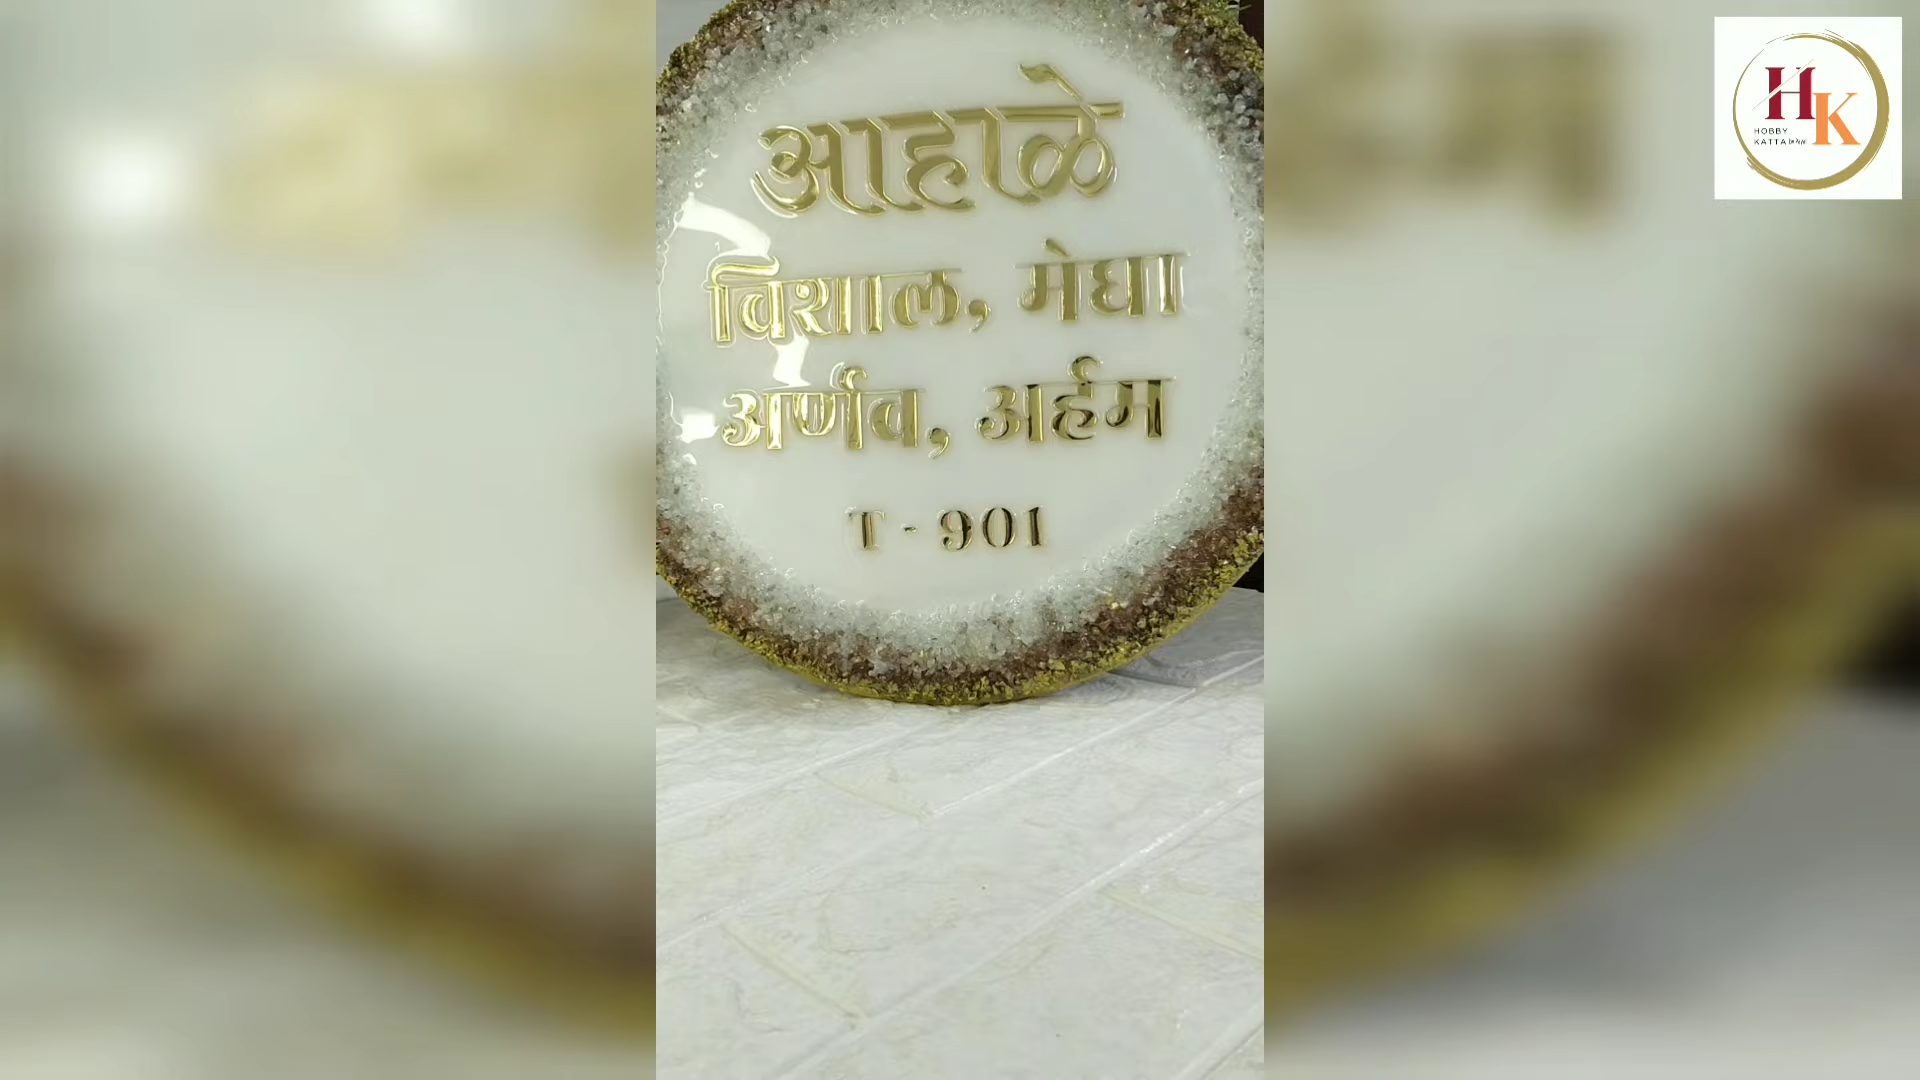 आहाळे
विशाल, मेघा
अर्णव, अर्हम
T - 901
HK
HOBBY
KATTA